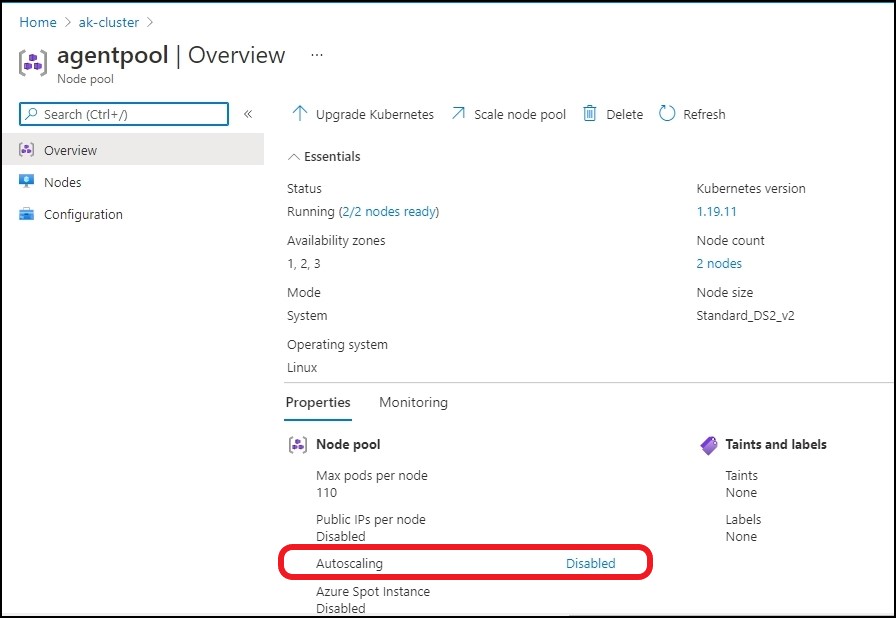 Home > ak-cluster >
agentpool | Overview ...
Node pool
Search (Ctrl+/) «
Upgrade Kubernetes Scale node pool Delete Refresh
Overview
Nodes
Configuration
Essentials
Status
Running (2/2 nodes ready)
Availability zones
1, 2, 3
Mode
System
Operating system
Linux
Kubernetes version
1.19.11
Node count
2 nodes
Node size
Standard_DS2_v2
Properties Monitoring
Node pool
Max pods per node
110
Public IPs per node
Disabled
Autoscaling Disabled
Azure Spot Instance
Disabled
Taints and labels
Taints
None
Labels
None